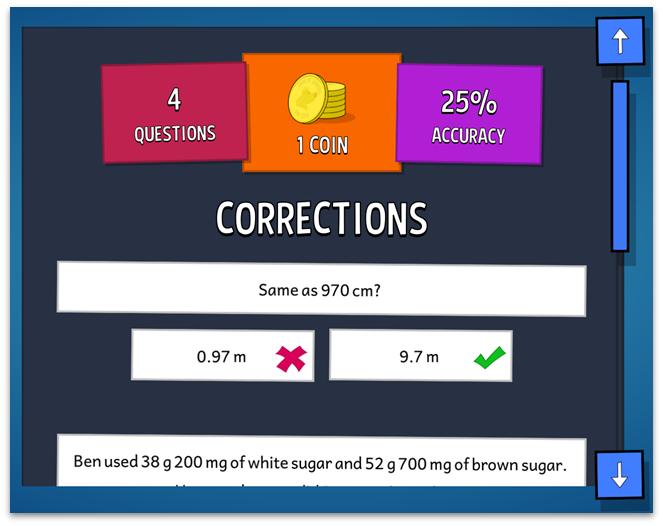 4
QUESTIONS
1 COIN
25%
ACCURACY
CORRECTIONS
Same as 970 cm?
0.97 m
9.7 m
Ben used 38 g 200 mg of white sugar and 52 g 700 mg of brown sugar.